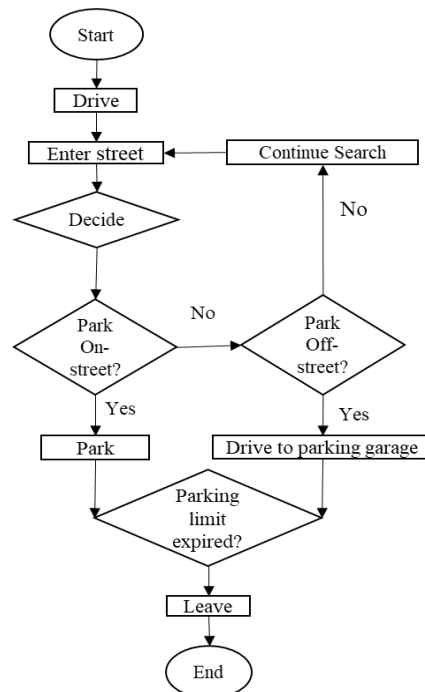 Start
Drive
Enter street
Continue Search
Decide
No
Park
On-
street?
No
Park
Off-
street?
Yes
Yes
Park
Drive to parking garage
Parking
limit
expired?
Leave
End